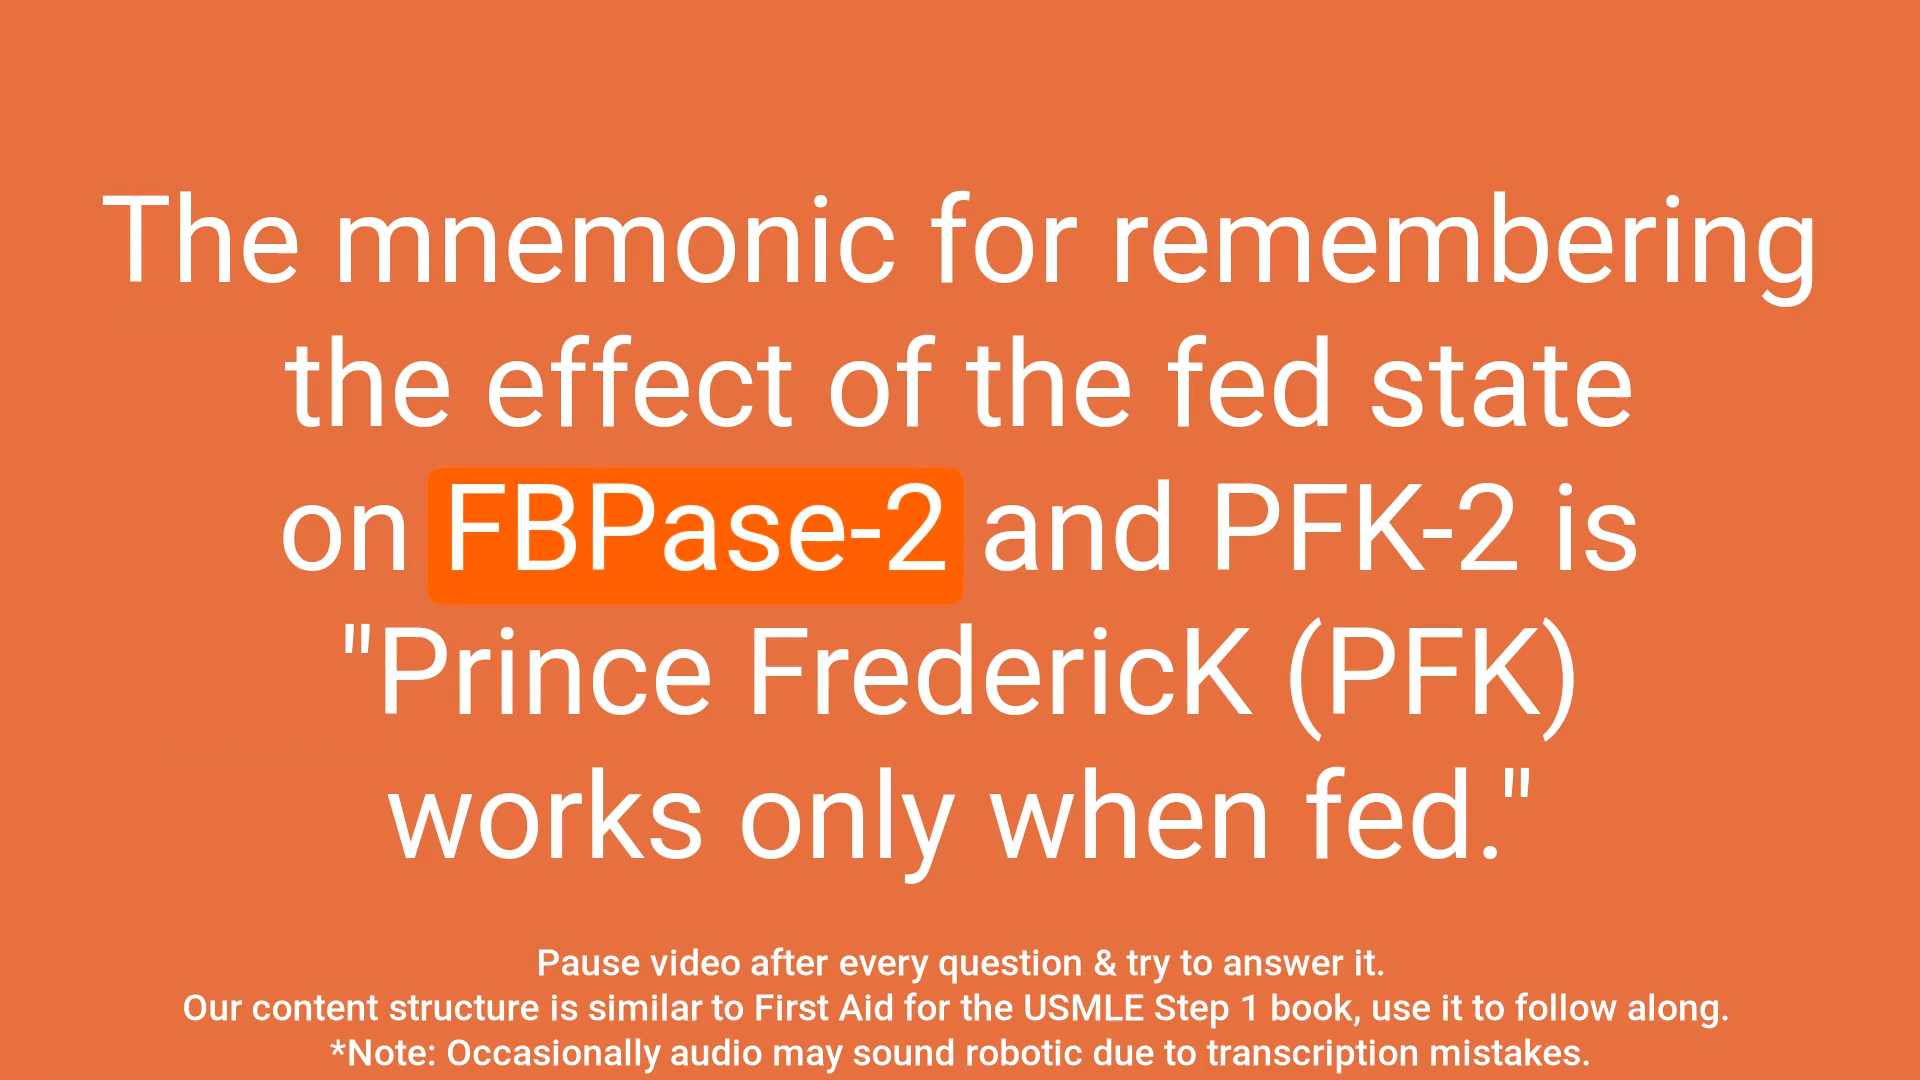 The mnemonic for remembering
the effect of the fed state
on FBPase-2 and PFK-2 is
"Prince FredericK (PFK)
works only when fed."
Pause video after every question & try to answer it.
Our content structure is similar to First Aid for the USMLE Step 1 book, use it to follow along.
*Note: Occasionally audio may sound robotic due to transcription mistakes.